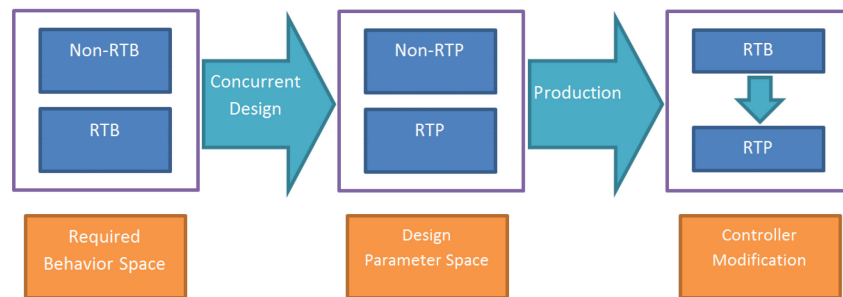 Non-RTB
RTB
Concurrent
Design
Non-RTP
RTP
Production
RTB
RTP
Required
Behavior Space
Design
Parameter Space
Controller
Modification